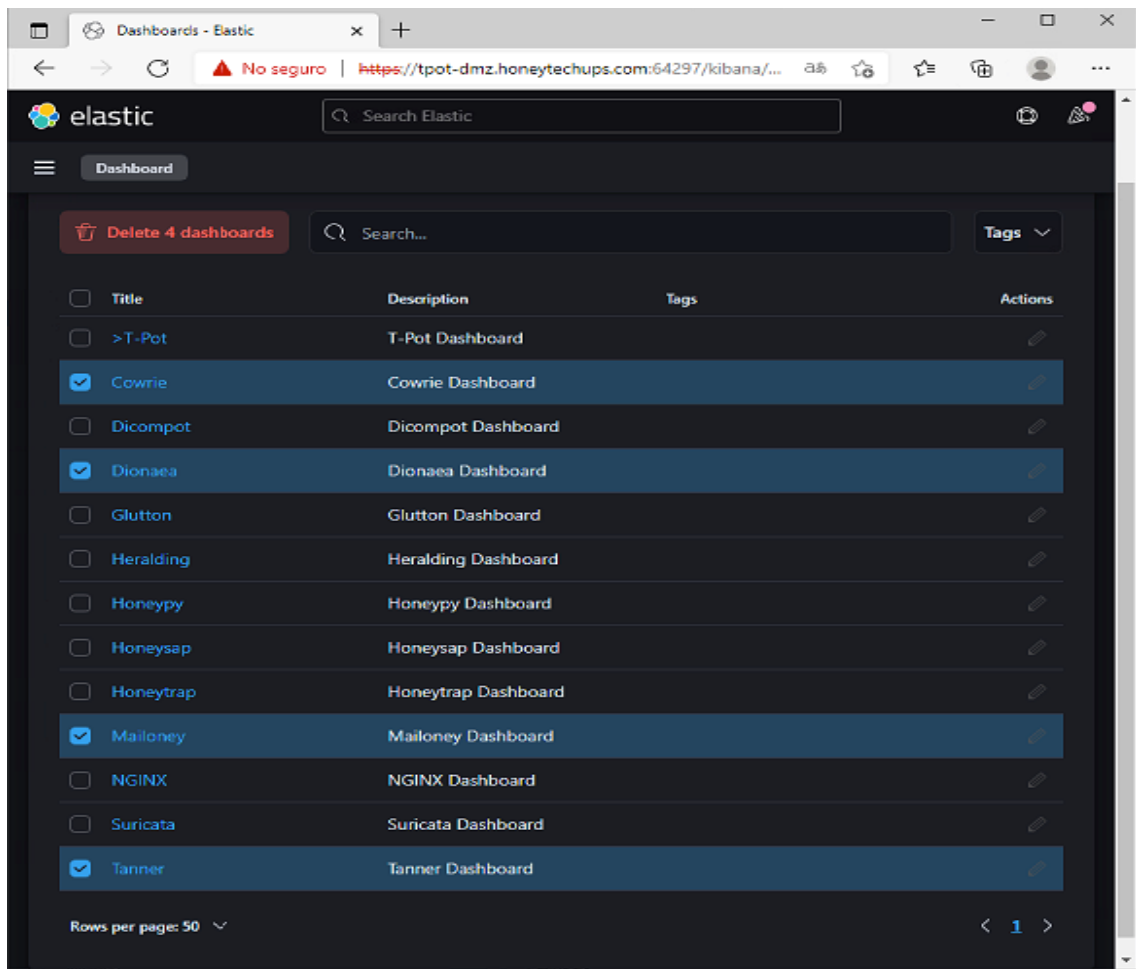 Dashboards - Elastic
No seguro | https://tpot-dmz.honeytechups.com:64297/kibana/...
elastic Search Elastic
Dashboard
Delete 4 dashboards Search... Tags
Title Description Tags Actions
>T-Pot T-Pot Dashboard
Cowrie Cowrie Dashboard
Dicompot Dicompot Dashboard
Dionaea Dionaea Dashboard
Glutton Glutton Dashboard
Heralding Heralding Dashboard
Honeypy Honeypy Dashboard
Honeysap Honeysap Dashboard
Honeytrap Honeytrap Dashboard
Mailoney Mailoney Dashboard
NGINX NGINX Dashboard
Suricata Suricata Dashboard
Tanner Tanner Dashboard
Rows per page: 50 < 1 >